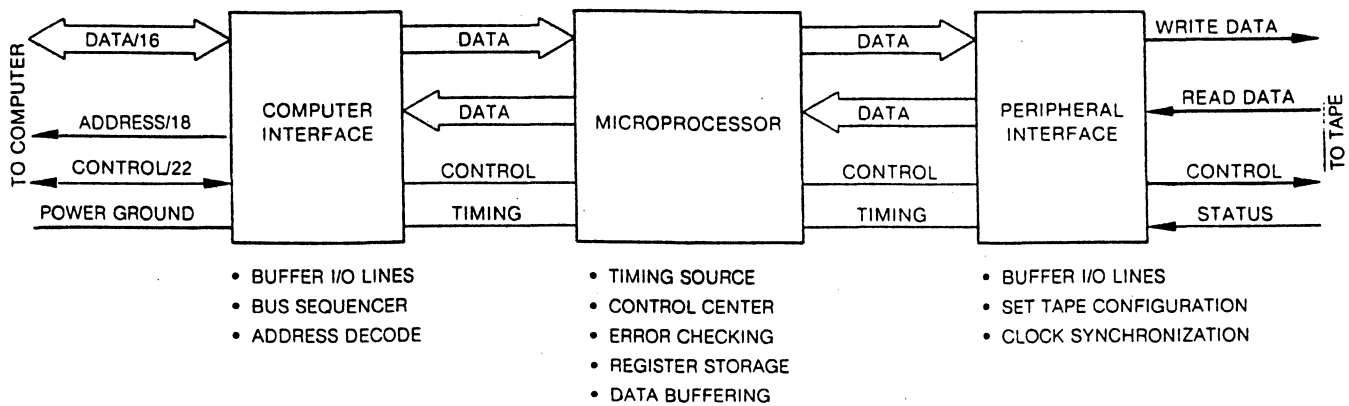 TO COMPUTER
DATA/16
ADDRESS/18
CONTROL/22
POWER GROUND
COMPUTER
INTERFACE
DATA
DATA
CONTROL
TIMING
MICROPROCESSOR
DATA
DATA
CONTROL
TIMING
PERIPHERAL
INTERFACE
WRITE DATA
READ DATA
CONTROL
STATUS
TO TAPE
• BUFFER I/O LINES
• BUS SEQUENCER
• ADDRESS DECODE
• TIMING SOURCE
• CONTROL CENTER
• ERROR CHECKING
• REGISTER STORAGE
• DATA BUFFERING
• BUFFER I/O LINES
• SET TAPE CONFIGURATION
• CLOCK SYNCHRONIZATION